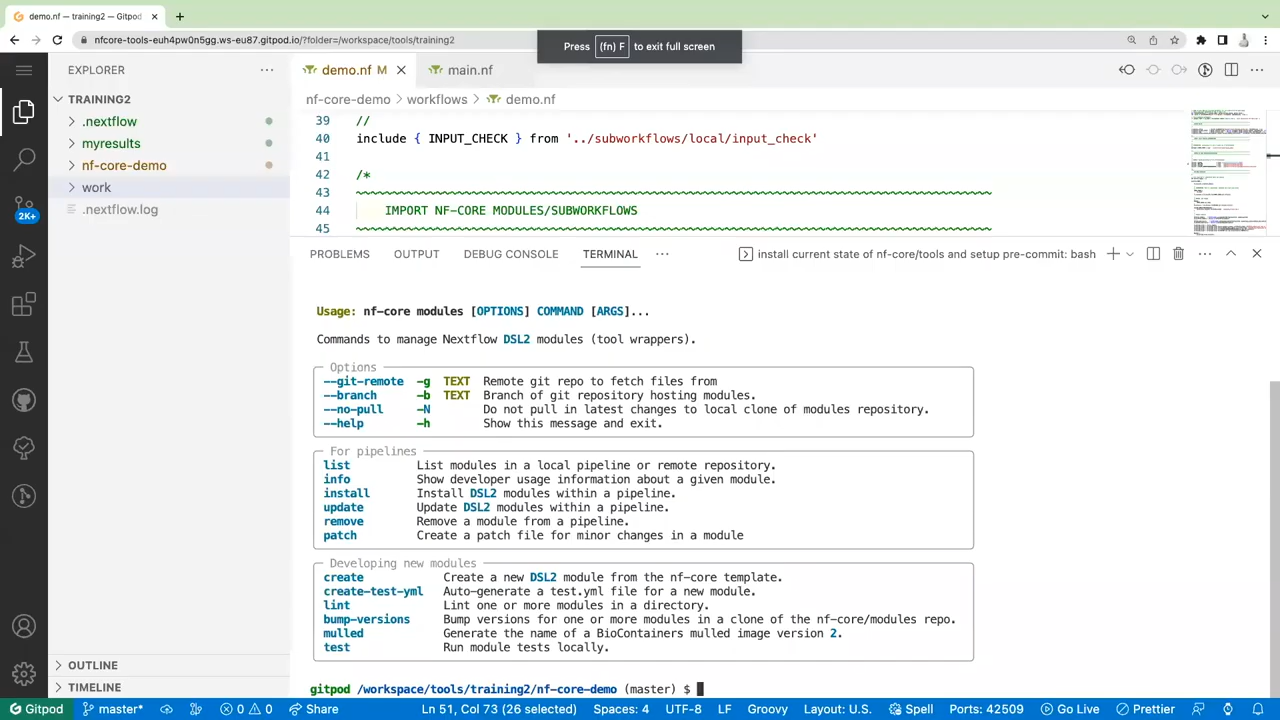 demo.nf — training2 — Gitpod
nfcore-tools-euh4pw0n5gg.ws-eu87.gitpod.io/?folder=/workspace/tools/training2
Press (fn) F to exit full screen
EXPLORER
TRAINING2
.nextflow
myresults
nf-core-demo
work
.nextflow.log
2K+
OUTLINE
TIMELINE
demo.nf M
main.nf
nf-core-demo > workflows > demo.nf
39 //
40 lude { INPUT '../subworkflows/local/in
41
42 /*
43
44 IMPORT NF-CORE MODULES/SUBWORKFLOWS
45
PROBLEMS OUTPUT DEBUG CONSOLE TERMINAL
install current state of nf-core/tools and setup pre-commit: bash
Usage: nf-core modules [OPTIONS] COMMAND [ARGS]...
Commands to manage Nextflow DSL2 modules (tool wrappers).
Options
--git-remote -g TEXT Remote git repo to fetch files from
--branch -b TEXT Branch of git repository hosting modules.
--no-pull -N Do not pull in latest changes to local clone of modules repository.
--help -h Show this message and exit.
For pipelines
list List modules in a local pipeline or remote repository.
info Show developer usage information about a given module.
install Install DSL2 modules within a pipeline.
update Update DSL2 modules within a pipeline.
remove Remove a module from a pipeline.
patch Create a patch file for minor changes in a module
Developing new modules
create Create a new DSL2 module from the nf-core template.
create-test-yml Auto-generate a test.yml file for a new module.
lint Lint one or more modules in a directory.
bump-versions Bump versions for one or more modules in a clone of the nf-core/modules repo.
mulled Generate the name of a BioContainers mulled image version 2.
test Run module tests locally.
gitpod /workspace/tools/training2/nf-core-demo (master) $
Gitpod master* 0 0 Share Ln 51, Col 73 (26 selected) Spaces: 4 UTF-8 LF Groovy Layout: U.S. Spell Ports: 42509 Go Live Prettier